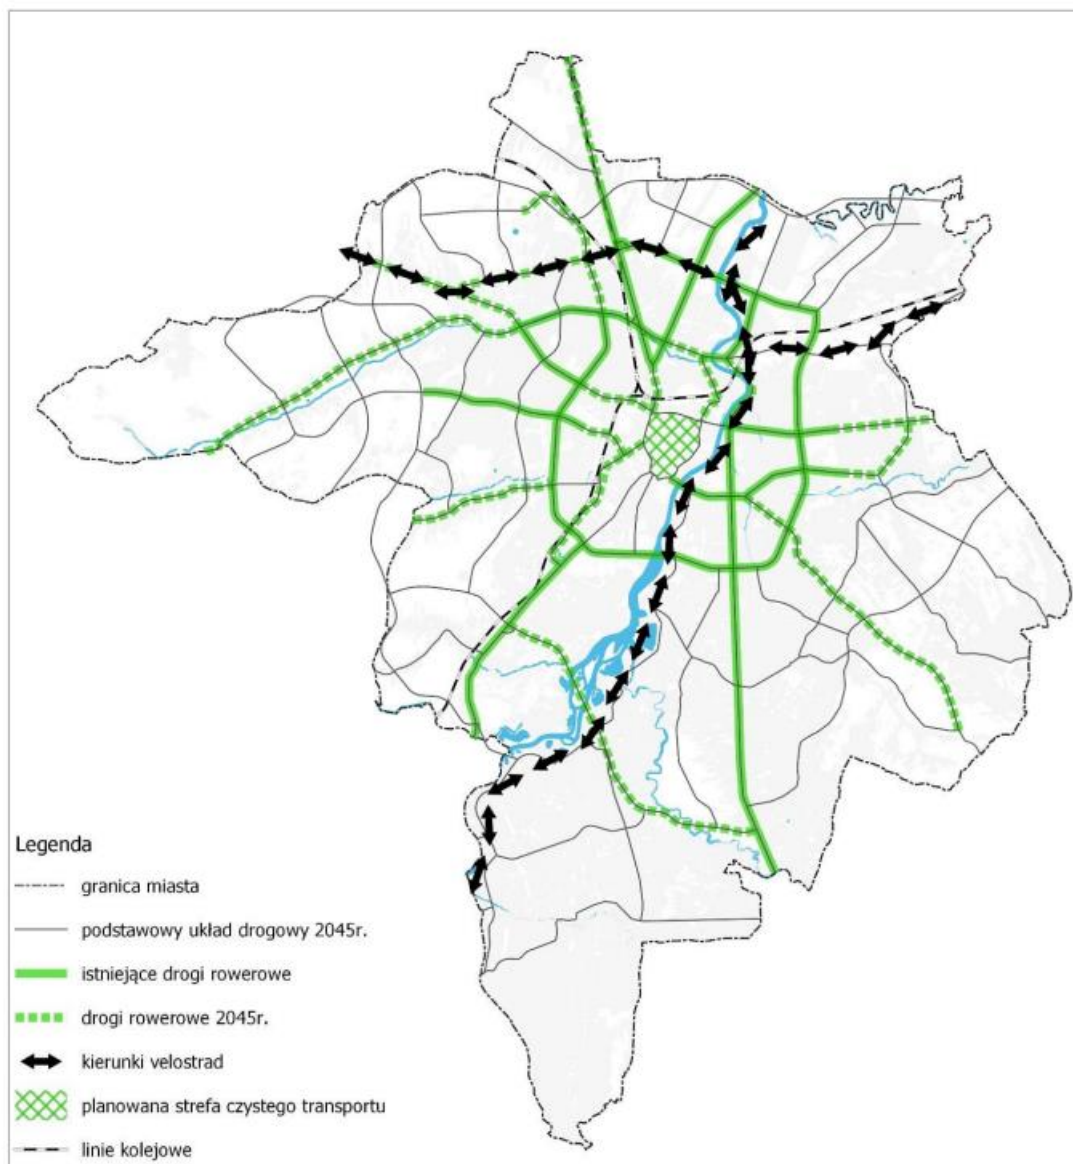 Legenda
granica miasta
podstawowy układ drogowy 2045r.
istniejące drogi rowerowe
drogi rowerowe 2045r.
kierunki velostrad
planowana strefa czystego transportu
linie kolejowe